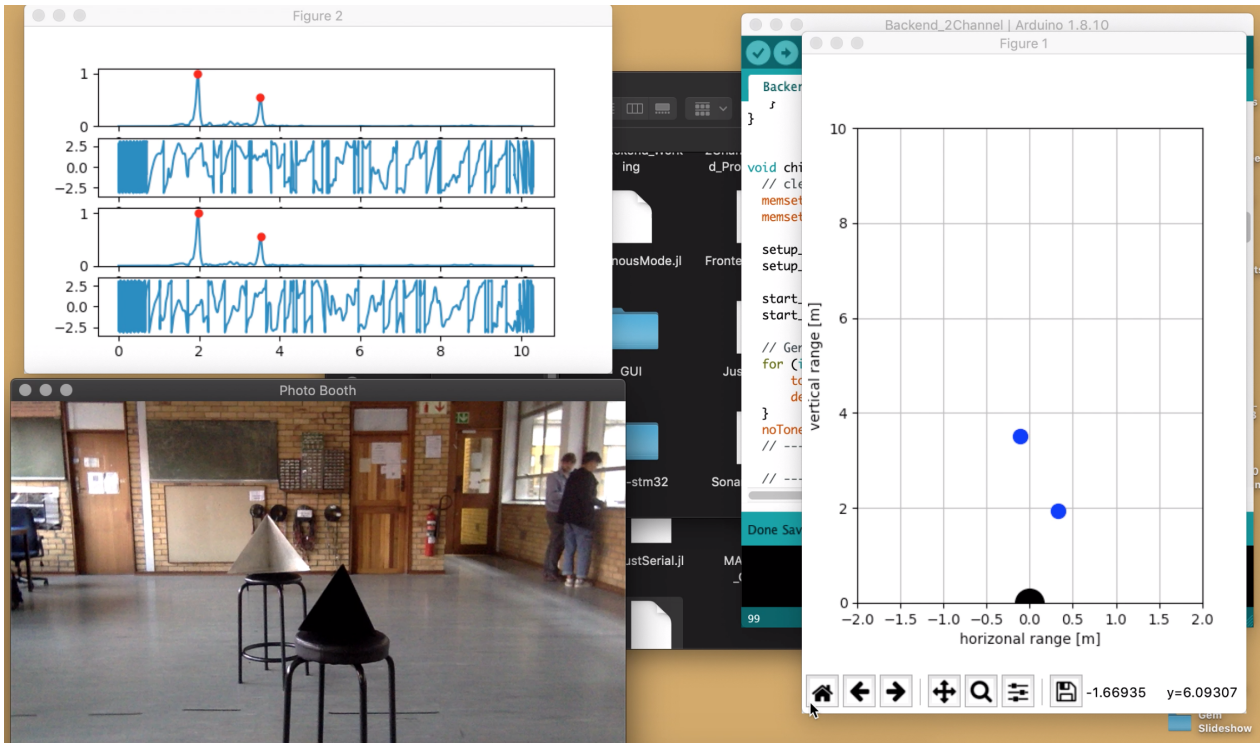 Figure 2
1
0
2.5
0.0
−2.5
1
0
2.5
0.0
−2.5
0
2
4
6
8
10
Photo Booth
ing
d_Pro
nousMode.jl
Fronte
GUI
Jus
-stm32
Sona
ustSerial.jl
MA
Backend_2Channel | Arduino 1.8.10
Backer
}
void chi
// cle
memset
memset
setup_
setup_
start_
start_
// Ger
for (i
to
de
}
noTone
// ---
// ---
Done Sav
99
Figure 1
10
8
6
4
2
0
vertical range [m]
−2.0 −1.5 −1.0 −0.5 0.0 0.5 1.0 1.5 2.0
horizonal range [m]
-1.66935 y=6.09307
Gem
Slideshow